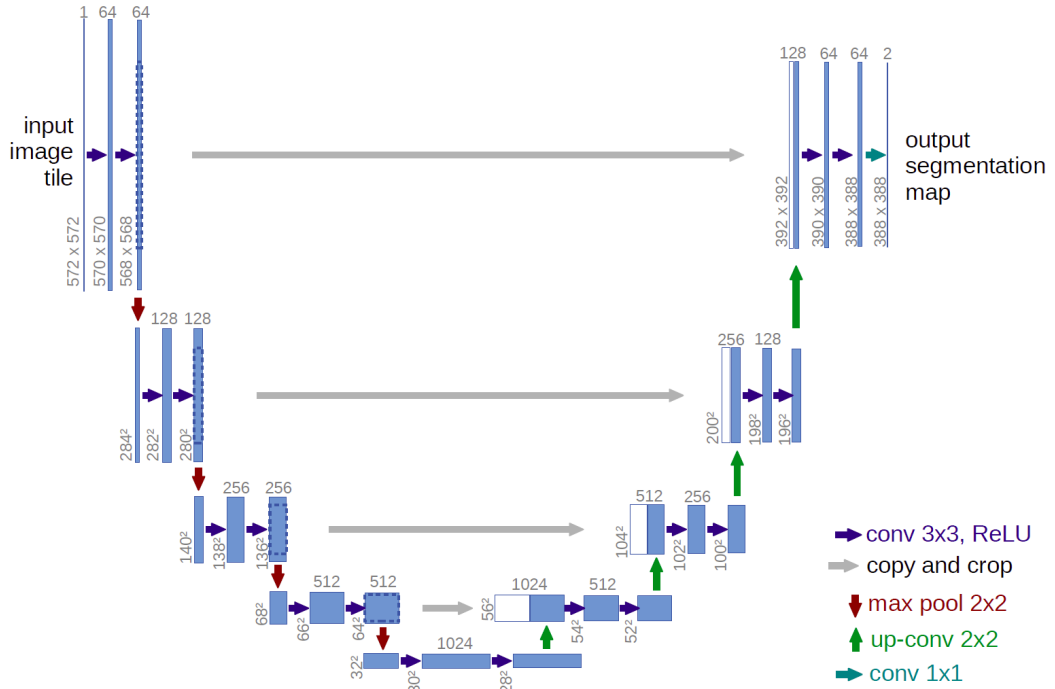 1 64 64
input
image
tile
572 x 572
570 x 570
568 x 568
128 64 64 2
output
segmentation
map
392 x 392
390 x 390
388 x 388
388 x 388
128 128
284²
282²
280²
256 128
200²
198²
196²
256 256
140²
138²
136²
512 256
104²
102²
100²
512 512
68²
66²
64²
1024 512
56²
54²
52²
1024
32²
conv 3x3, ReLU
copy and crop
max pool 2x2
up-conv 2x2
conv 1x1